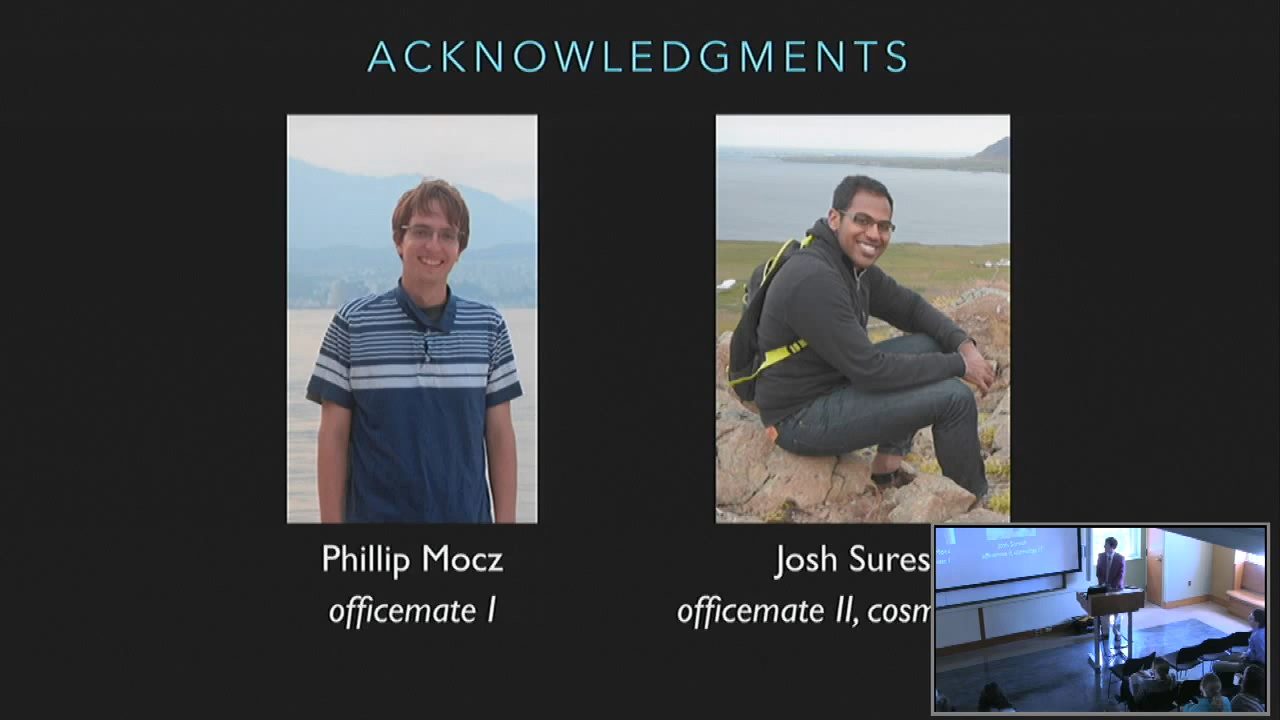 ACKNOWLEDGMENTS
Phillip Mocz
Josh Sures
officemate I
officemate II, cosm